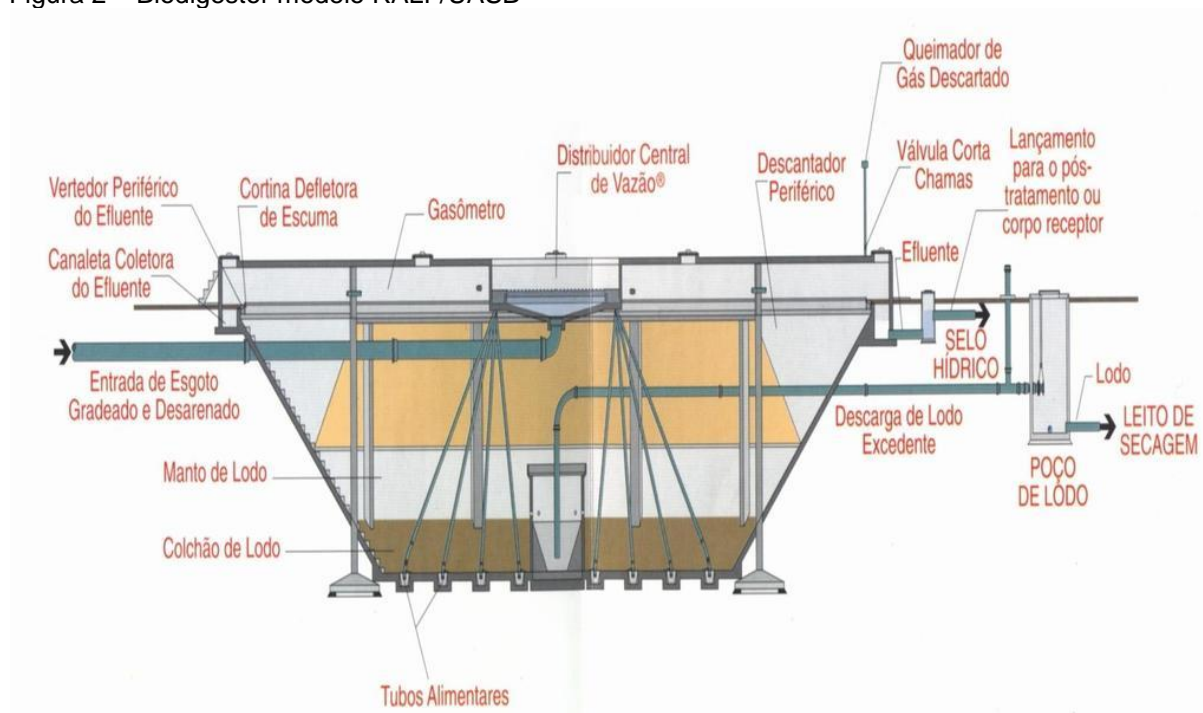 Figura 2 – Biodigestor modelo RALF/UASB
Queimador de
Gás Descartado
Vertedor Periférico
do Efluente
Cortina Defletora
de Escuma
Gasômetro
Distribuidor Central
de Vazão®
Descantador
Periférico
Válvula Corta
Chamas
Lançamento
para o pós-
tratamento ou
corpo receptor
Canaleta Coletora
do Efluente
Efluente
Entrada de Esgoto
Gradeado e Desarenado
SELO
HÍDRICO
Descarga de Lodo
Excedente
Lodo
LEITO DE
SECAGEM
POÇO
DE LODO
Manto de Lodo
Colchão de Lodo
Tubos Alimentares